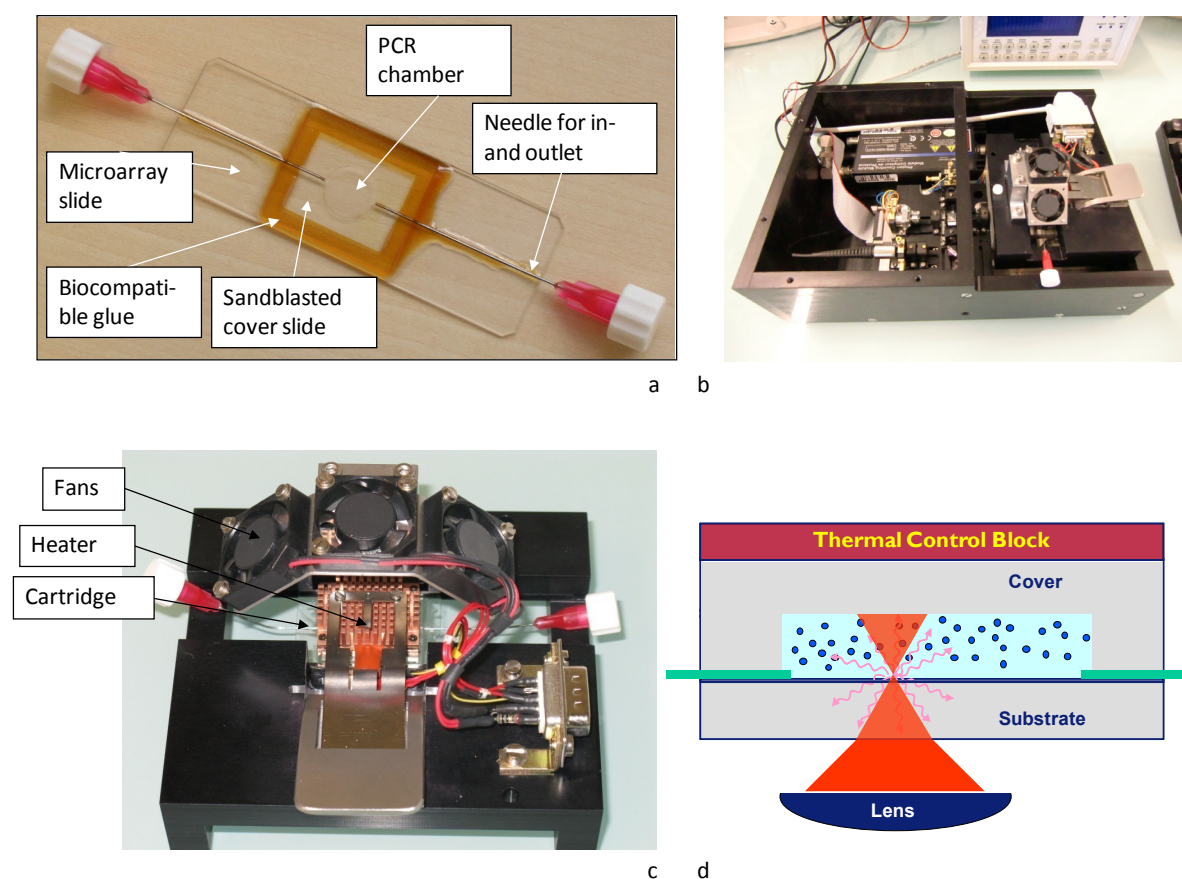 PCR
chamber
Needle for in-
and outlet
Microarray
slide
Biocompati-
ble glue
Sandblasted
cover slide
a
b
Fans
Heater
Cartridge
Thermal Control Block
Cover
Substrate
Lens
c
d